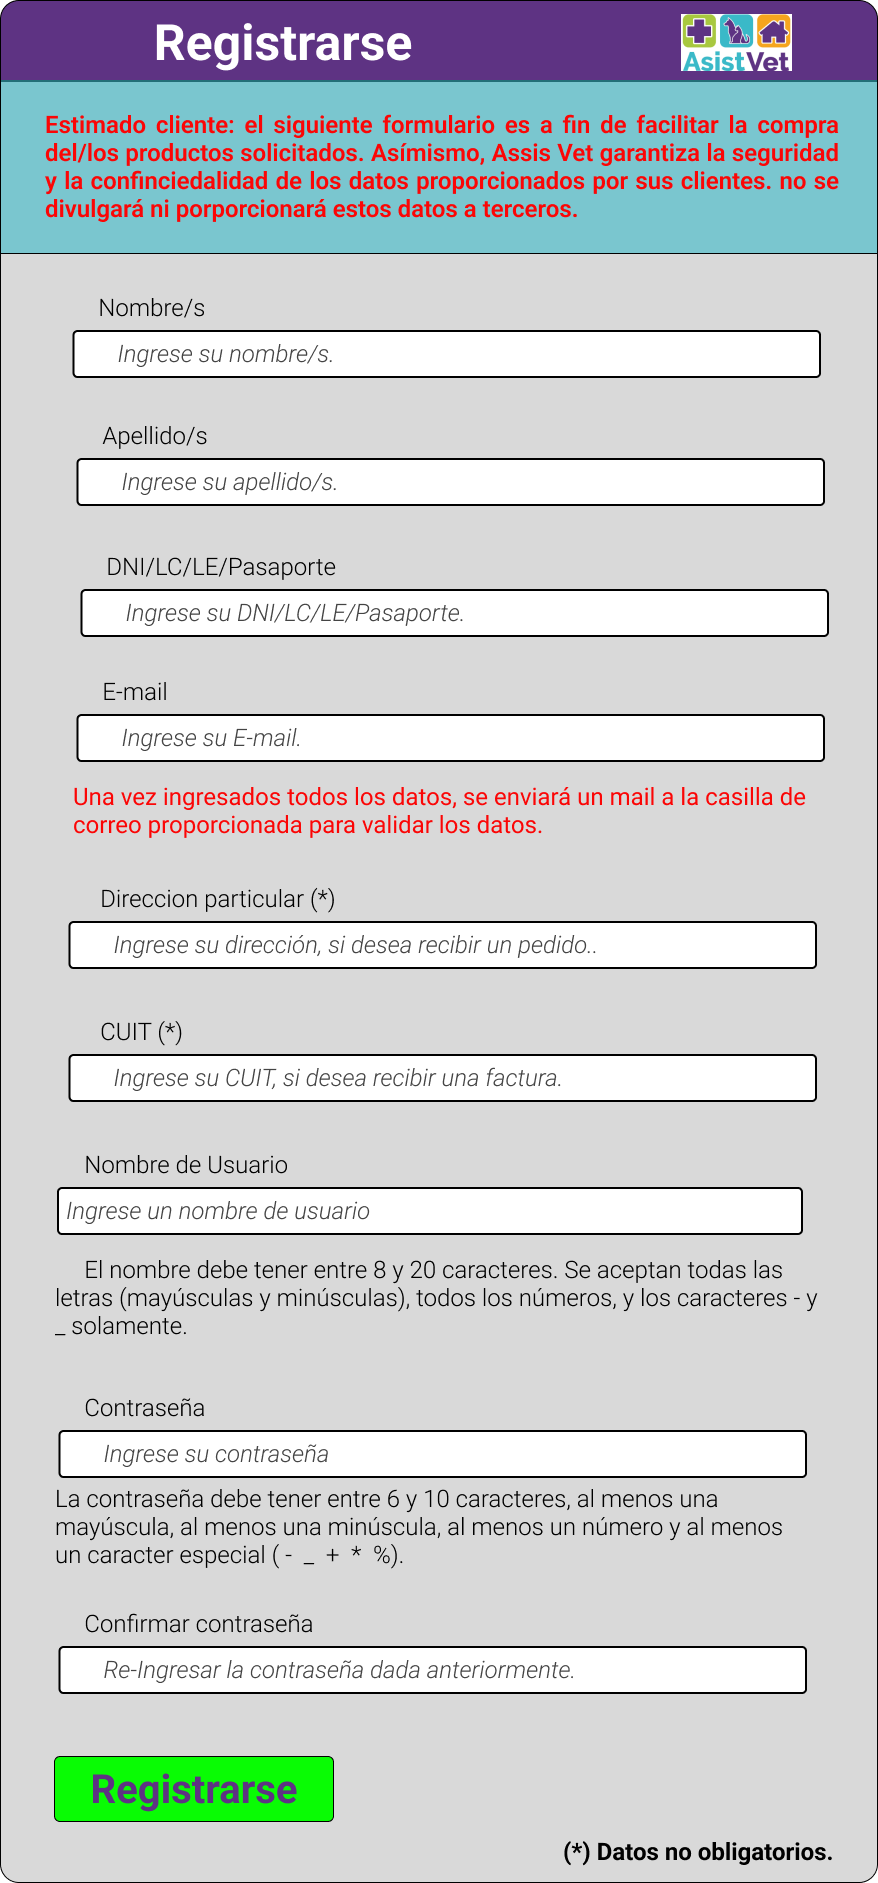 Registrarse
AsistVet
Estimado cliente: el siguiente formulario es a fin de facilitar la compra
del/los productos solicitados. Asímismo, Assis Vet garantiza la seguridad
y la confinciedalidad de los datos proporcionados por sus clientes. no se
divulgará ni porporcionará estos datos a terceros.
Nombre/s
Ingrese su nombre/s.
Apellido/s
Ingrese su apellido/s.
DNI/LC/LE/Pasaporte
Ingrese su DNI/LC/LE/Pasaporte.
E-mail
Ingrese su E-mail.
Una vez ingresados todos los datos, se enviará un mail a la casilla de
correo proporcionada para validar los datos.
Direccion particular (*)
Ingrese su dirección, si desea recibir un pedido..
CUIT (*)
Ingrese su CUIT, si desea recibir una factura.
Nombre de Usuario
Ingrese un nombre de usuario
El nombre debe tener entre 8 y 20 caracteres. Se aceptan todas las
letras (mayúsculas y minúsculas), todos los números, y los caracteres - y
_ solamente.
Contraseña
Ingrese su contraseña
La contraseña debe tener entre 6 y 10 caracteres, al menos una
mayúscula, al menos una minúscula, al menos un número y al menos
un caracter especial ( - _ + * %).
Confirmar contraseña
Re-Ingresar la contraseña dada anteriormente.
Registrarse
(*) Datos no obligatorios.